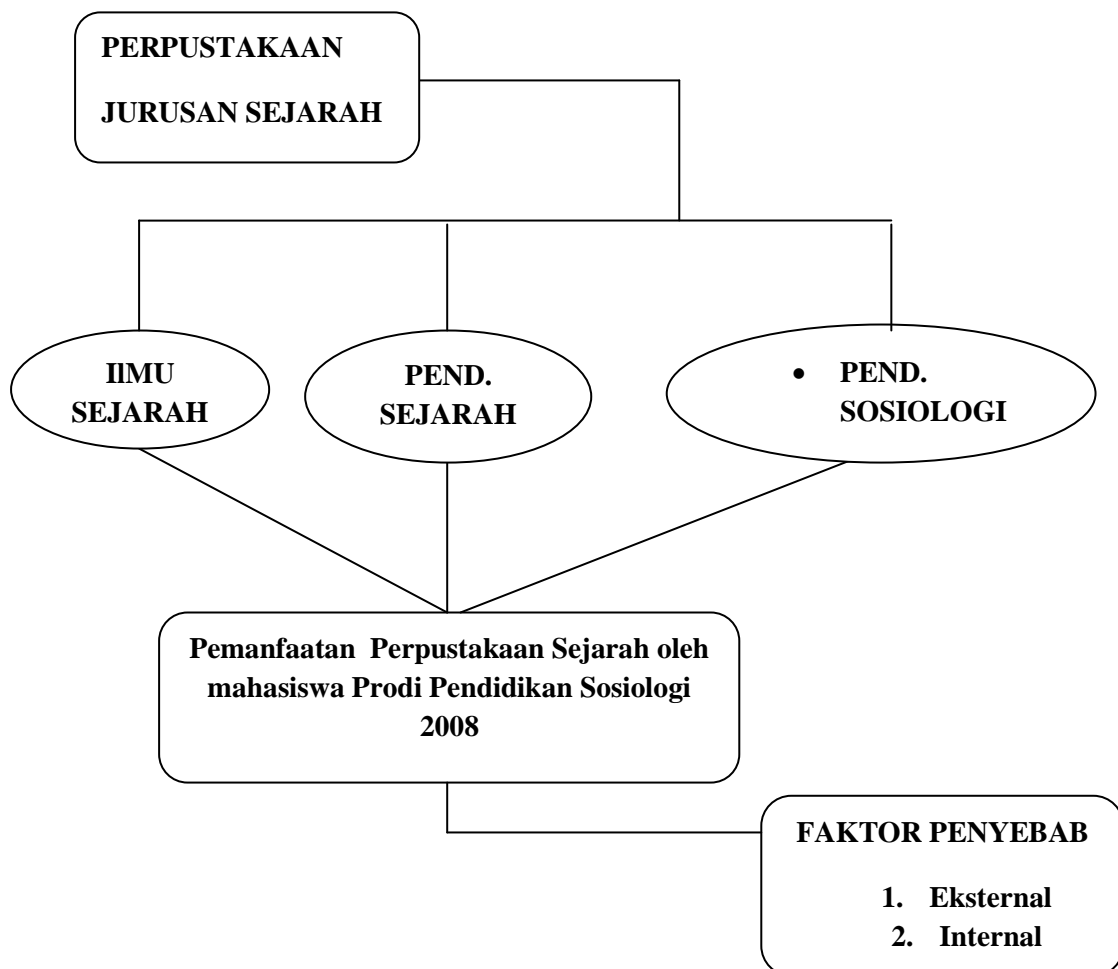 PERPUSTAKAAN
JURUSAN SEJARAH
IlMU
SEJARAH
PEND.
SEJARAH
• PEND.
SOSIOLOGI
Pemanfaatan Perpustakaan Sejarah oleh
mahasiswa Prodi Pendidikan Sosiologi
2008
FAKTOR PENYEBAB
1. Eksternal
2. Internal